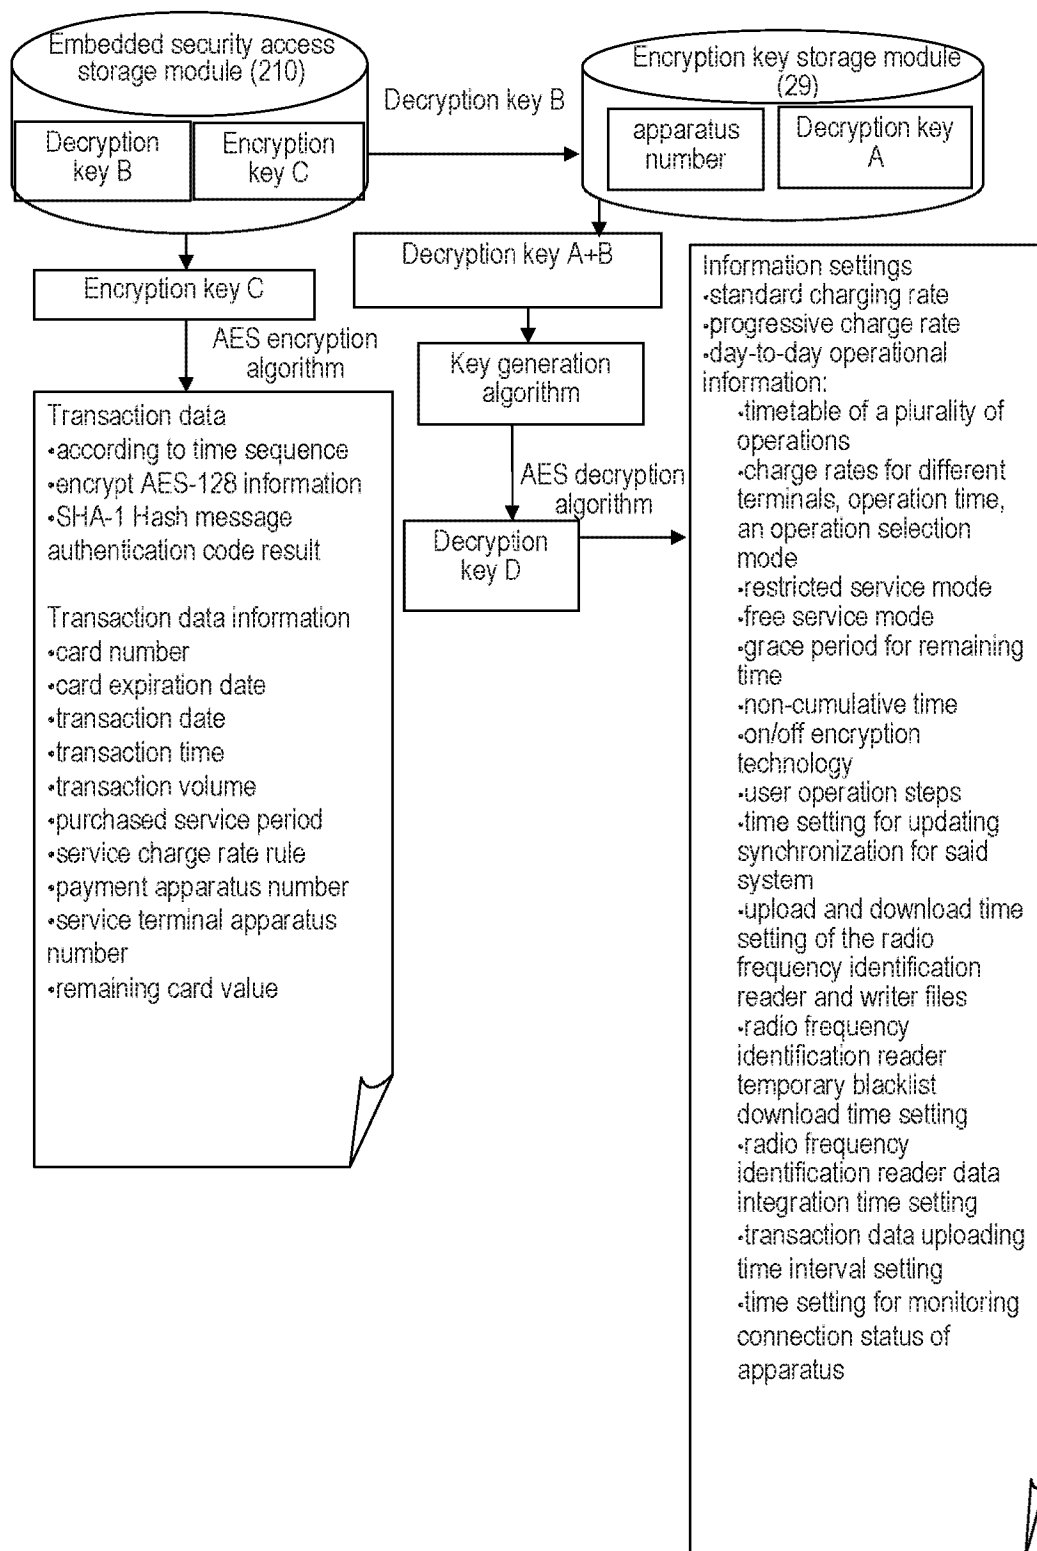 Embedded security access
storage module (210)
Decryption
key B
Encryption
key C
Decryption key B
Encryption key storage module
(29)
apparatus
number
Decryption key
A
Encryption key C
AES encryption
algorithm
Decryption key A+B
Key generation
algorithm
AES decryption
algorithm
Decryption
key D
Transaction data
•according to time sequence
•encrypt AES-128 information
•SHA-1 Hash message
authentication code result
Transaction data information
•card number
•card expiration date
•transaction date
•transaction time
•transaction volume
•purchased service period
•service charge rate rule
•payment apparatus number
•service terminal apparatus
number
•remaining card value
Information settings
•standard charging rate
•progressive charge rate
•day-to-day operational
information:
•timetable of a plurality of
operations
•charge rates for different
terminals, operation time,
an operation selection
mode
•restricted service mode
•free service mode
•grace period for remaining
time
•non-cumulative time
•on/off encryption
technology
•user operation steps
•time setting for updating
synchronization for said
system
•upload and download time
setting of the radio
frequency identification
reader and writer files
•radio frequency
identification reader
temporary blacklist
download time setting
•radio frequency
identification reader data
integration time setting
•transaction data uploading
time interval setting
•time setting for monitoring
connection status of
apparatus